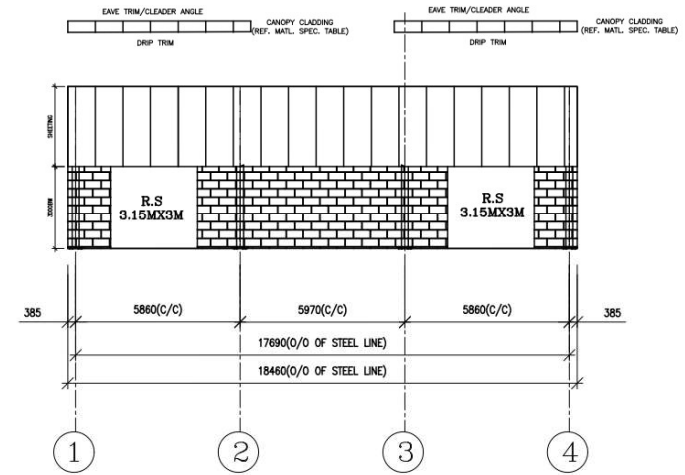 EAVE TRIM/CLEADER ANGLE
CANOPY CLADDING
(REF. MATL. SPEC. TABLE)
DRIP TRIM
EAVE TRIM/CLEADER ANGLE
CANOPY CLADDING
(REF. MATL. SPEC. TABLE)
DRIP TRIM
SHEETING
R.S
3.15MX3M
R.S
3.15MX3M
385
5860(C/C)
5970(C/C)
5860(C/C)
385
17690(O/O OF STEEL LINE)
18460(O/O OF STEEL LINE)
1
2
3
4